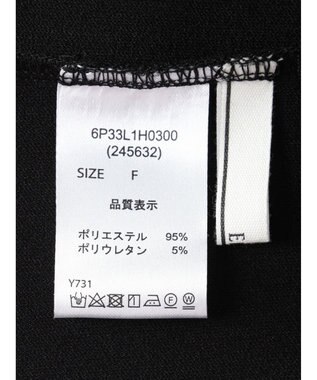 6P33L1H0300
(245632)
SIZE F
品質表示
ポリエステル 95%
ポリウレタン 5%
Y731
F W
E